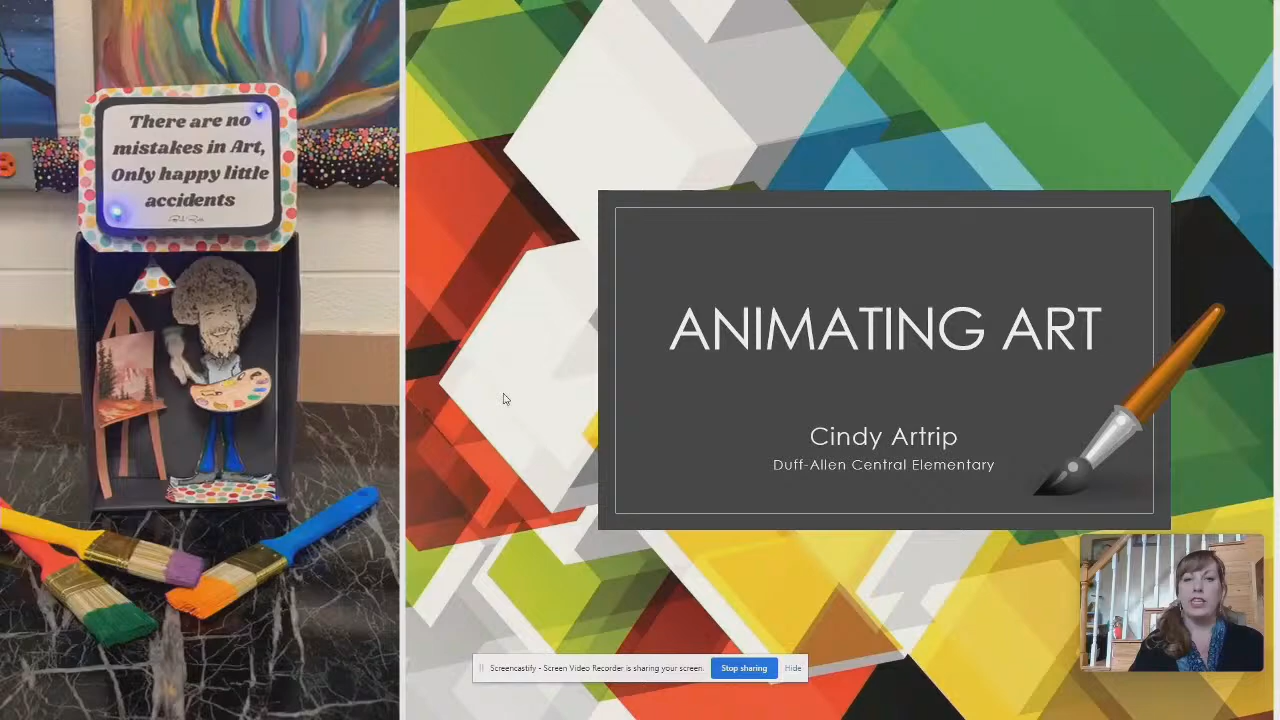 There are no
mistakes in Art,
Only happy little
accidents
ANIMATING ART
Cindy Artrip
Duff-Allen Central Elementary
Screencastify - Screen Video Recorder is sharing your screen.
Stop sharing
Hide